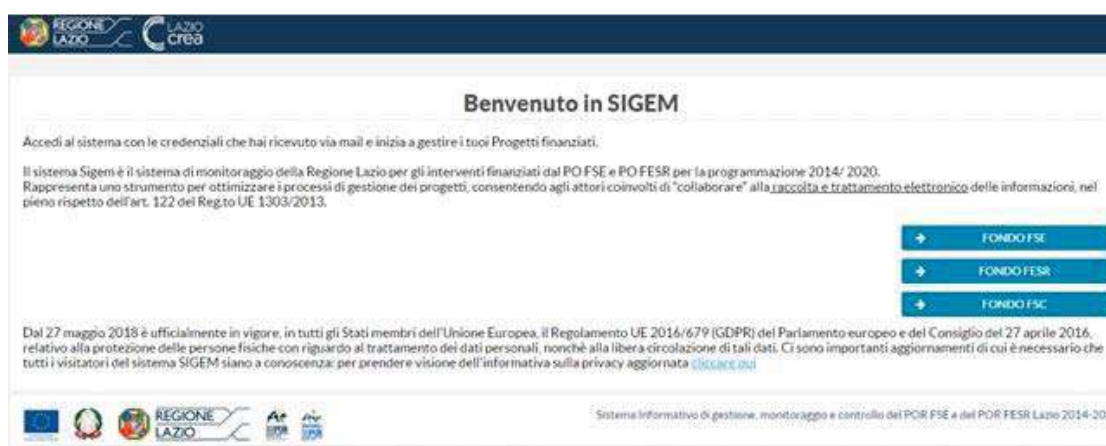 REGIONE
LAZIO
LAZIO
crea
Benvenuto in SIGEM
Accedi al sistema con le credenziali che hai ricevuto via mail e inizia a gestire i tuoi Progetti finanziati.
Il sistema Sigem è il sistema di monitoraggio della Regione Lazio per gli interventi finanziati dal PO FSE e PO FESR per la programmazione 2014/ 2020.
Rappresenta uno strumento per ottimizzare i processi di gestione dei progetti, consentendo agli attori coinvolti di "collaborare" alla raccolta e trattamento elettronico delle informazioni, nel
pieno rispetto dell'art. 122 del Reg.to UE 1303/2013.
FONDO FSE
FONDO FESR
FONDO FSC
Dal 27 maggio 2018 è ufficialmente in vigore, in tutti gli Stati membri dell'Unione Europea, il Regolamento UE 2016/679 (GDPR) del Parlamento europeo e del Consiglio del 27 aprile 2016,
relativo alla protezione delle persone fisiche con riguardo al trattamento dei dati personali, nonchè alla libera circolazione di tali dati. Ci sono importanti aggiornamenti di cui è necessario che
tutti i visitatori del sistema SIGEM siano a conoscenza: per prendere visione dell'informativa sulla privacy aggiornata cliccare qui
REGIONE
LAZIO
Sistema Informativo di gestione, monitoraggio e controllo del POR FSE e del POR FESR Lazio 2014-20